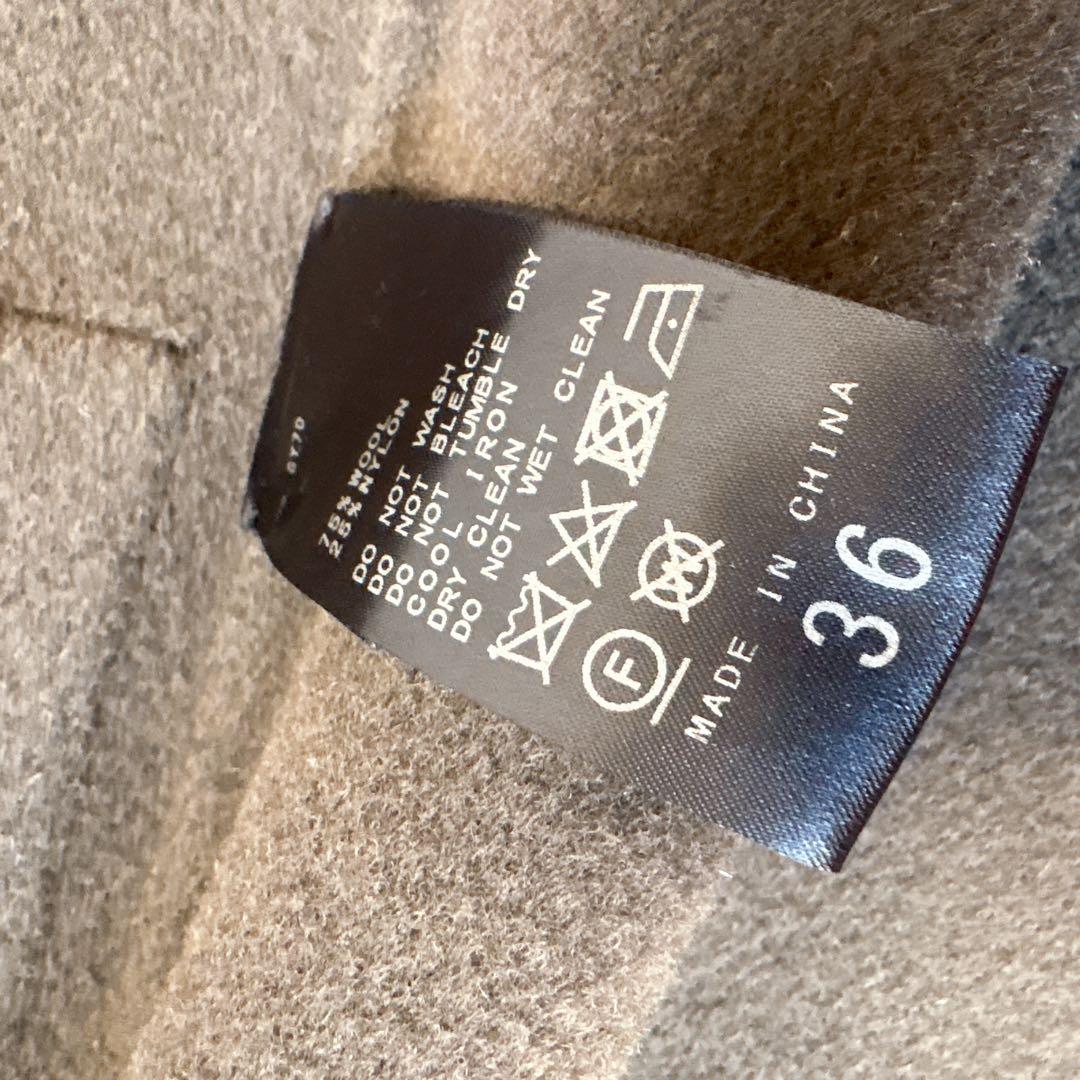 75% WOOL
25% NYLON
DO NOT WASH
DO NOT BLEACH
DO NOT TUMBLE DRY
COOL IRON
DRY CLEAN
DO NOT WET CLEAN
F
W
MADE IN CHINA
36